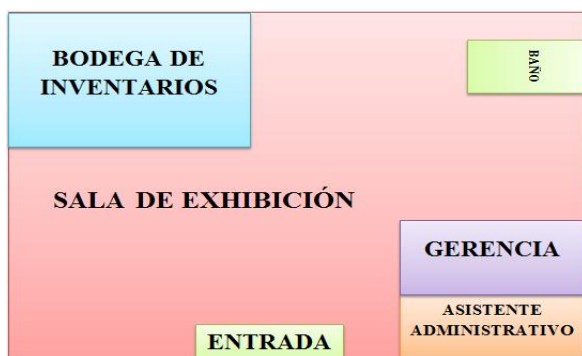 BODEGA DE
INVENTARIOS
BAÑO
SALA DE EXHIBICIÓN
GERENCIA
ASISTENTE
ADMINISTRATIVO
ENTRADA